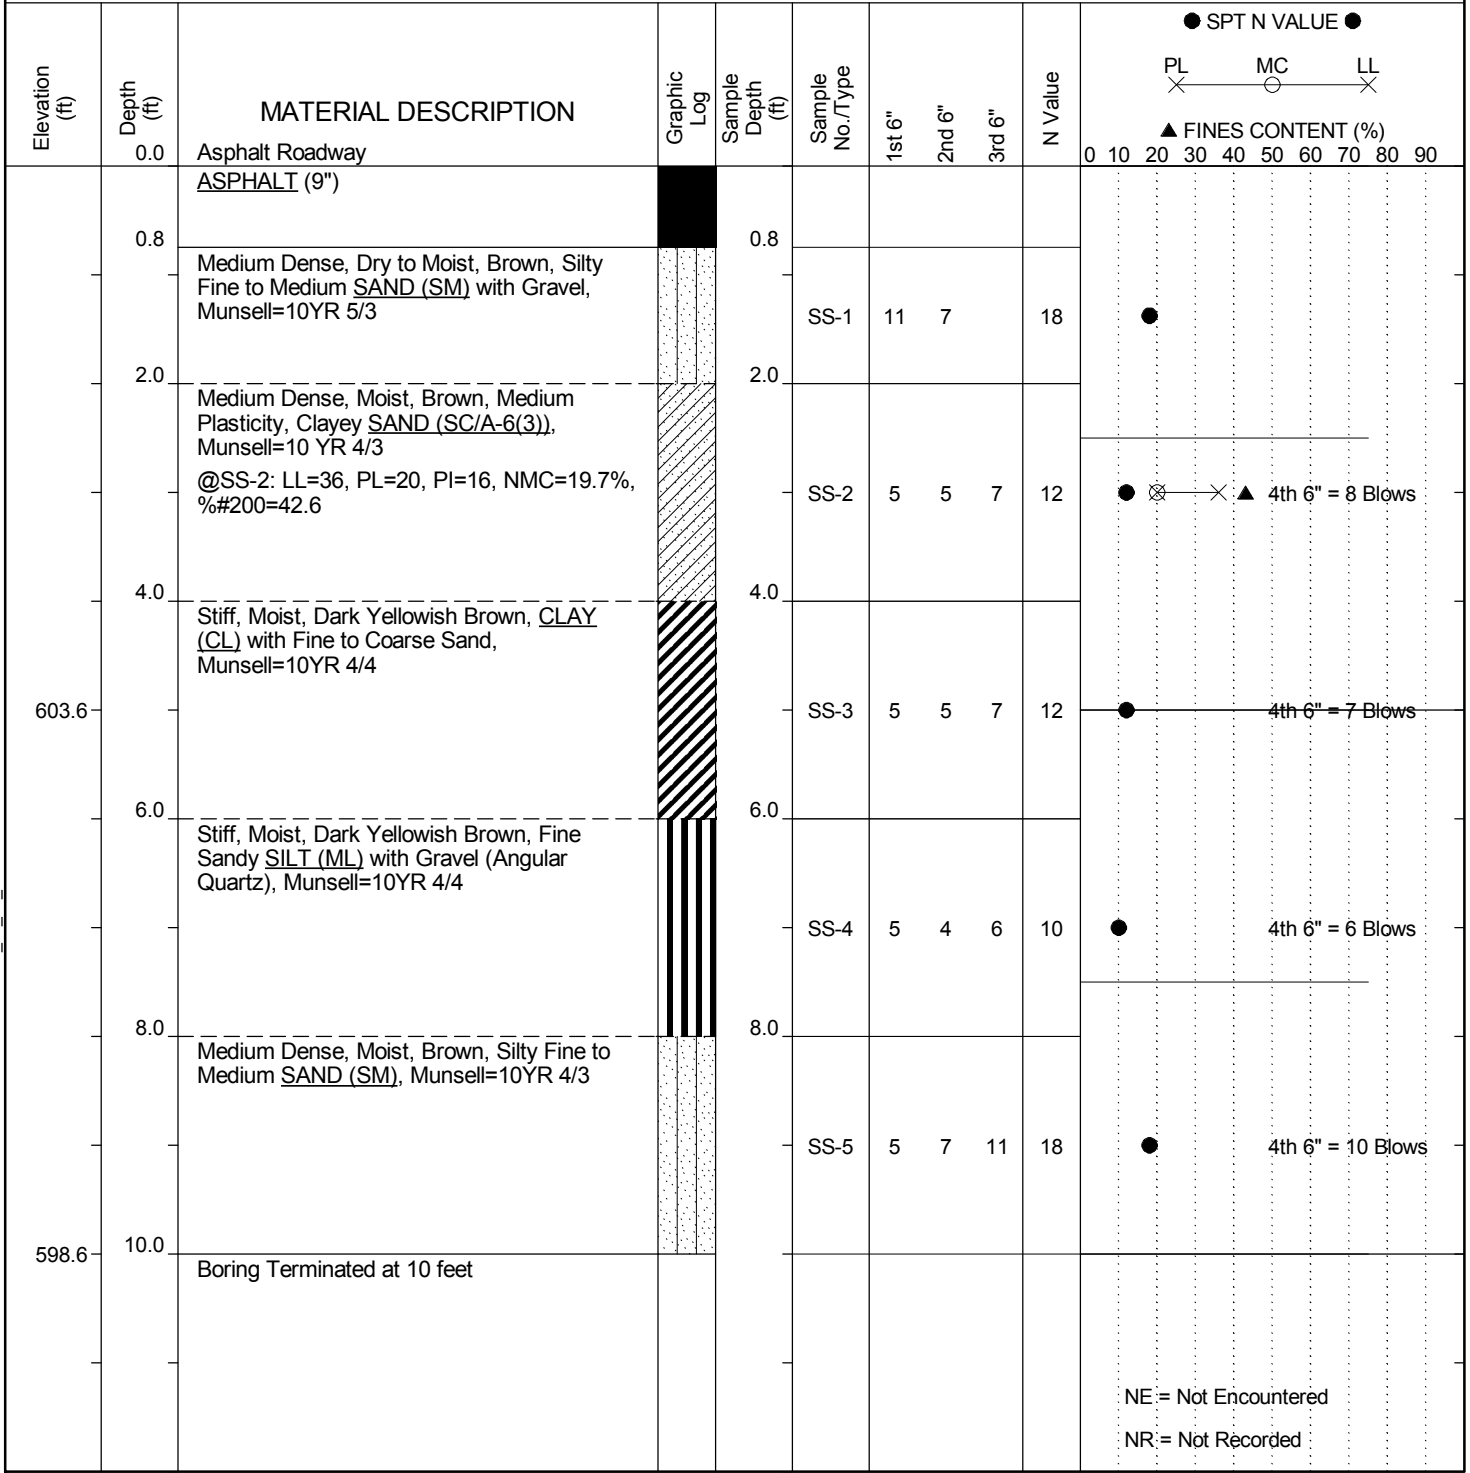 ● SPT N VALUE ●
PL MC LL
▲ FINES CONTENT (%)
Elevation (ft)
Depth (ft)
MATERIAL DESCRIPTION
Graphic Log
Sample Depth (ft)
Sample No./Type
1st 6"
2nd 6"
3rd 6"
N Value
0 10 20 30 40 50 60 70 80 90
0.0 Asphalt Roadway
ASPHALT (9")
0.8 0.8
Medium Dense, Dry to Moist, Brown, Silty
Fine to Medium SAND (SM) with Gravel,
Munsell=10YR 5/3
SS-1 11 7 18
2.0 2.0
Medium Dense, Moist, Brown, Medium
Plasticity, Clayey SAND (SC/A-6(3)),
Munsell=10 YR 4/3
@SS-2: LL=36, PL=20, PI=16, NMC=19.7%,
%#200=42.6
SS-2 5 5 7 12 4th 6" = 8 Blows
4.0 4.0
Stiff, Moist, Dark Yellowish Brown, CLAY
(CL) with Fine to Coarse Sand,
Munsell=10YR 4/4
603.6 SS-3 5 5 7 12 4th 6" = 7 Blows
6.0 6.0
Stiff, Moist, Dark Yellowish Brown, Fine
Sandy SILT (ML) with Gravel (Angular
Quartz), Munsell=10YR 4/4
SS-4 5 4 6 10 4th 6" = 6 Blows
8.0 8.0
Medium Dense, Moist, Brown, Silty Fine to
Medium SAND (SM), Munsell=10YR 4/3
SS-5 5 7 11 18 4th 6" = 10 Blows
598.6 10.0
Boring Terminated at 10 feet
NE = Not Encountered
NR = Not Recorded